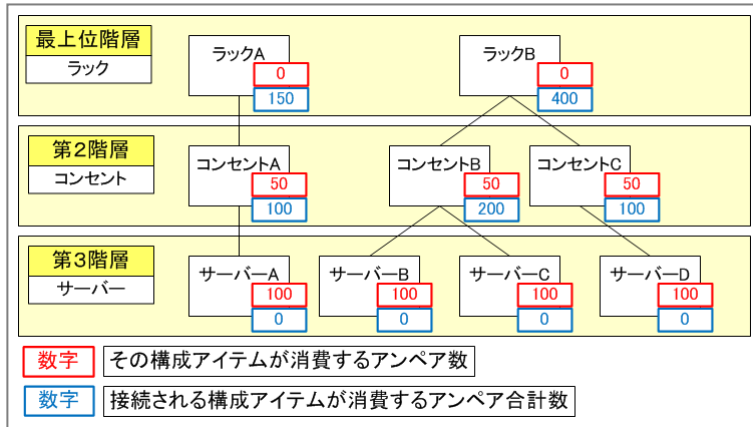 最上位階層
ラック
ラックA
0
150
ラックB
0
400
第2階層
コンセント
コンセントA
50
100
コンセントB
50
200
コンセントC
50
100
第3階層
サーバー
サーバーA
100
0
サーバーB
100
0
サーバーC
100
0
サーバーD
100
0
数字 その構成アイテムが消費するアンペア数
数字 接続される構成アイテムが消費するアンペア合計数